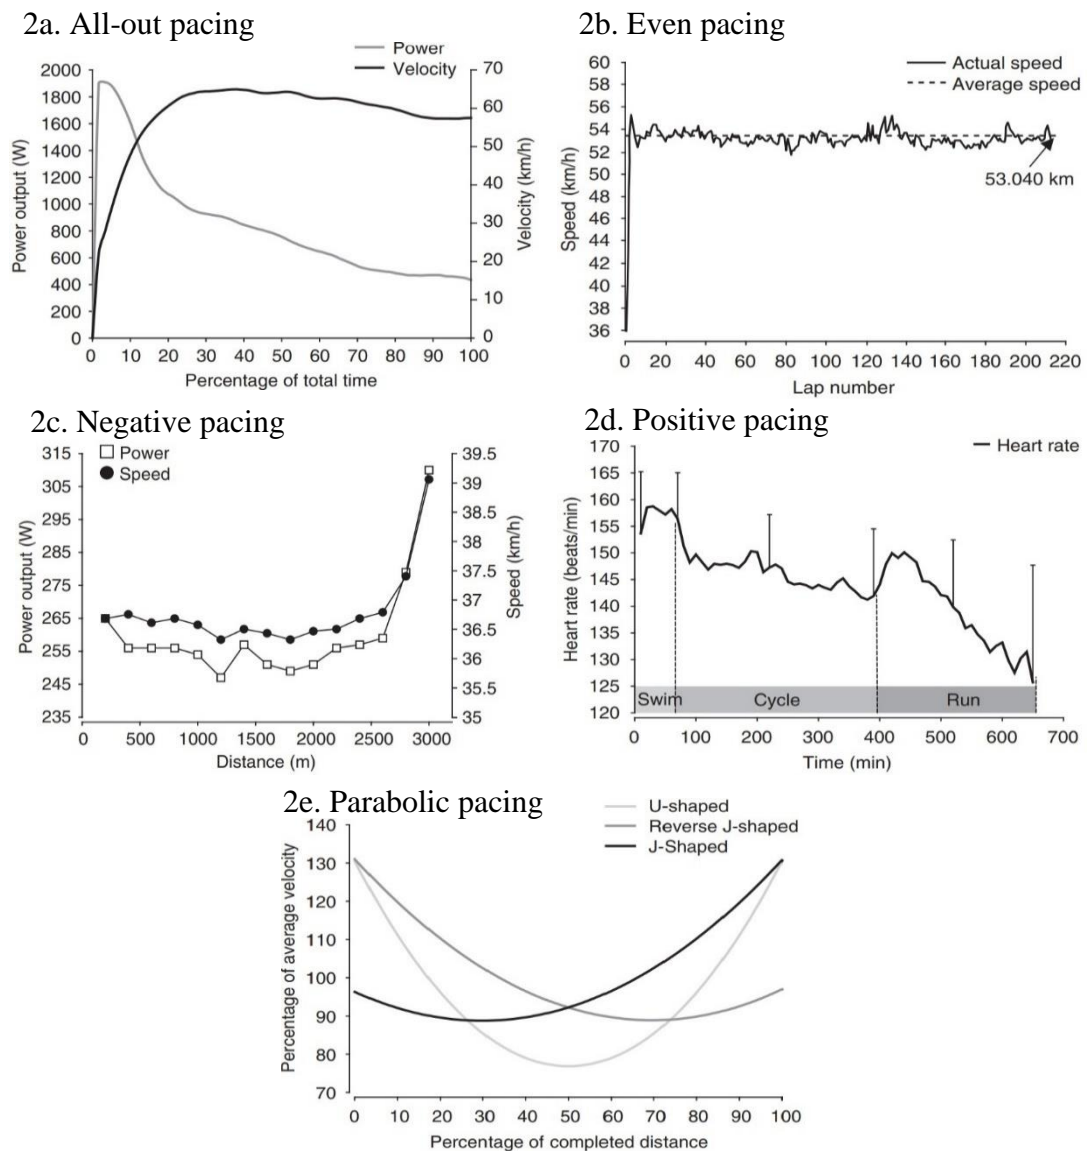 2a. All-out pacing
Power
Velocity
2000
1800
1600
1400
1200
1000
800
600
400
200
0
Power output (W)
70
60
50
40
30
20
10
0
Velocity (km/h)
0 10 20 30 40 50 60 70 80 90 100
Percentage of total time
2b. Even pacing
Actual speed
Average speed
60
58
56
54
52
50
48
46
44
42
40
38
36
Speed (km/h)
53.040 km
0 20 40 60 80 100 120 140 160 180 200 220
Lap number
2c. Negative pacing
Power
Speed
315
305
295
285
275
265
255
245
235
Power output (W)
39.5
39
38.5
38
37.5
37
36.5
36
35.5
35
Speed (km/h)
0 500 1000 1500 2000 2500 3000
Distance (m)
2d. Positive pacing
Heart rate
170
165
160
155
150
145
140
135
130
125
120
Heart rate (beats/min)
Swim Cycle Run
0 100 200 300 400 500 600 700
Time (min)
2e. Parabolic pacing
U-shaped
Reverse J-shaped
J-Shaped
140
130
120
110
100
90
80
70
Percentage of average velocity
0 10 20 30 40 50 60 70 80 90 100
Percentage of completed distance